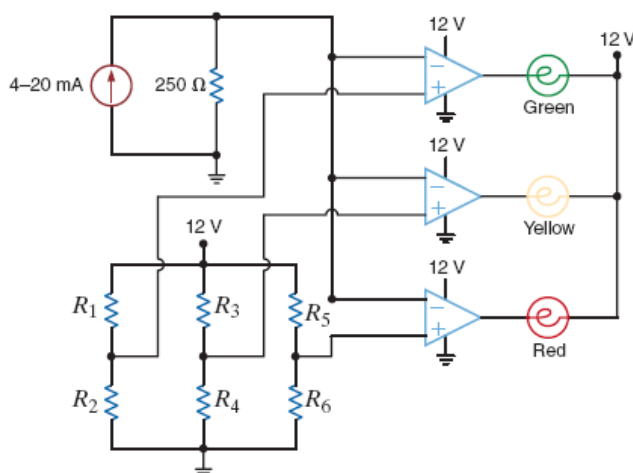 12 V
12 V
4–20 mA
250 Ω
−
+
Green
12 V
−
+
Yellow
12 V
12 V
R1
R3
R5
−
+
Red
R2
R4
R6